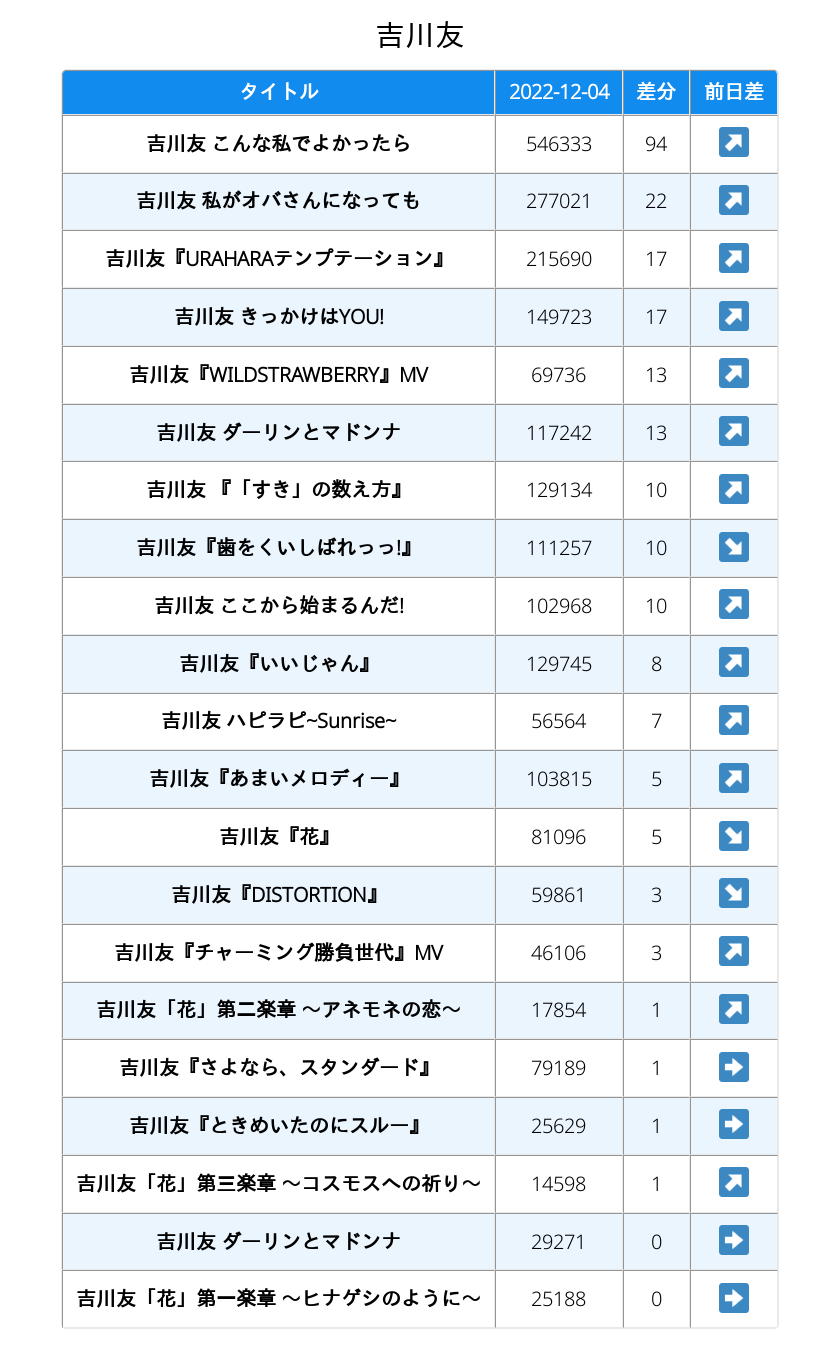 吉川友
タイトル 2022-12-04 差分 前日差
吉川友 こんな私でよかったら 546333 94 ↗
吉川友 私がオバさんになっても 277021 22 ↗
吉川友『URAHARAテンプテーション』 215690 17 ↗
吉川友 きっかけはYOU! 149723 17 ↗
吉川友『WILDSTRAWBERRY』MV 69736 13 ↗
吉川友 ダーリンとマドンナ 117242 13 ↗
吉川友 『「すき」の数え方』 129134 10 ↗
吉川友『歯をくいしばれっっ!』 111257 10 ↘
吉川友 ここから始まるんだ! 102968 10 ↗
吉川友『いいじゃん』 129745 8 ↗
吉川友 ハピラピ~Sunrise~ 56564 7 ↗
吉川友『あまいメロディー』 103815 5 ↗
吉川友『花』 81096 5 ↘
吉川友『DISTORTION』 59861 3 ↘
吉川友『チャーミング勝負世代』MV 46106 3 ↗
吉川友「花」第二楽章 〜アネモネの恋〜 17854 1 ↗
吉川友『さよなら、スタンダード』 79189 1 →
吉川友『ときめいたのにスルー』 25629 1 →
吉川友「花」第三楽章 〜コスモスへの祈り〜 14598 1 ↗
吉川友 ダーリンとマドンナ 29271 0 →
吉川友「花」第一楽章 〜ヒナゲシのように〜 25188 0 →